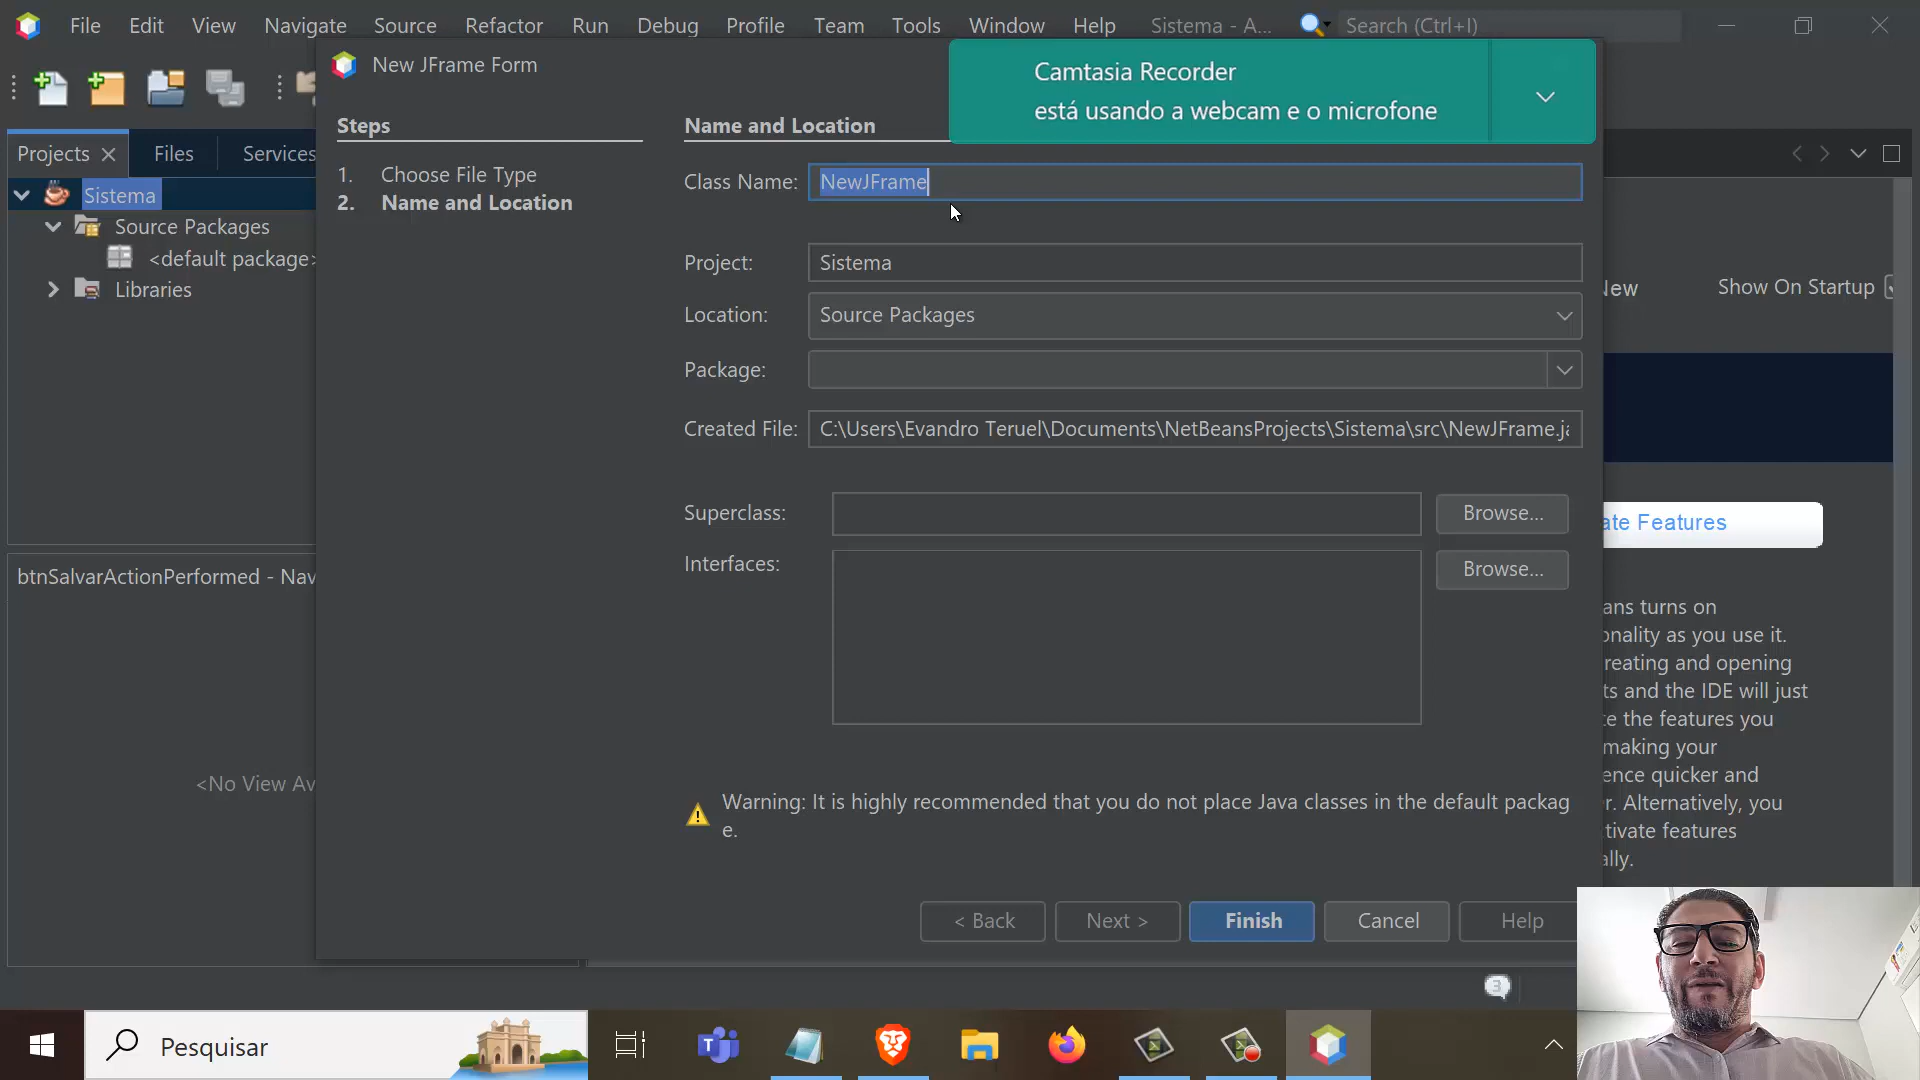 File Edit View Navigate Source Refactor Run Debug Profile Team Tools Window Help Sistema - A... Search (Ctrl+I)
New JFrame Form
Camtasia Recorder
está usando a webcam e o microfone
Steps
1. Choose File Type
2. Name and Location
Name and Location
Class Name: NewJFrame
Project: Sistema
Location: Source Packages
Package:
Created File: C:\Users\Evandro Teruel\Documents\NetBeansProjects\Sistema\src\NewJFrame.ja
Superclass: Browse...
Interfaces: Browse...
Warning: It is highly recommended that you do not place Java classes in the default packag
e.
< Back Next > Finish Cancel Help
Projects Files Services
Sistema
Source Packages
<default package>
Libraries
btnSalvarActionPerformed - Nav
<No View Av
New Show On Startup
ate Features
ans turns on
onality as you use it.
reating and opening
ts and the IDE will just
te the features you
making your
ence quicker and
r. Alternatively, you
tivate features
ally.
3
Pesquisar